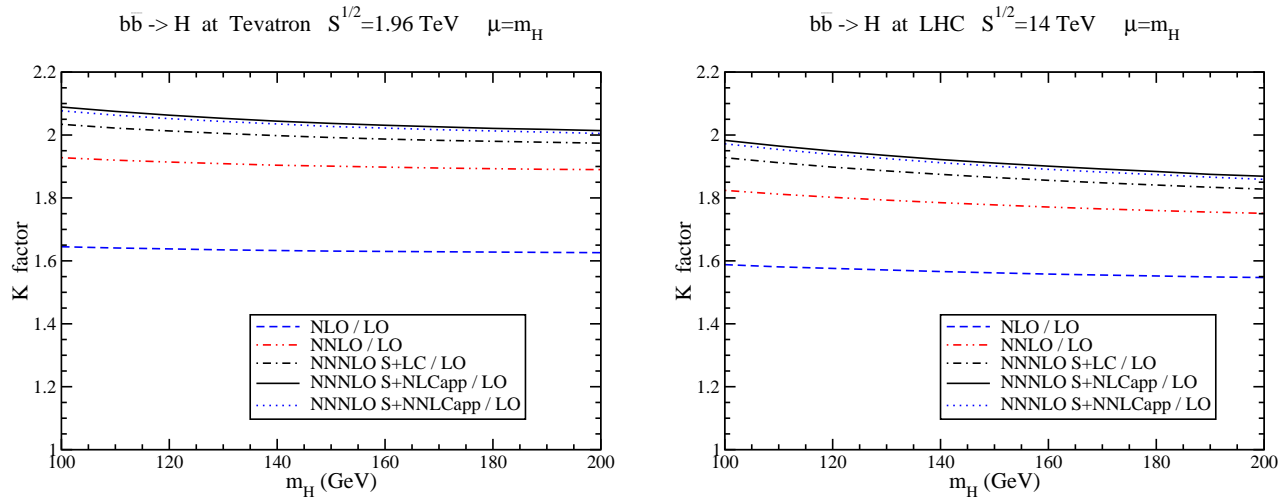 bb̄ -> H at Tevatron S^1/2=1.96 TeV μ=m_H
2.2
2
1.8
1.6
1.4
1.2
1
K factor
100
120
140
160
180
200
m_H (GeV)
NLO / LO
NNLO / LO
NNNLO S+LC / LO
NNNLO S+NLCapp / LO
NNNLO S+NNLCapp / LO
bb̄ -> H at LHC S^1/2=14 TeV μ=m_H
2.2
2
1.8
1.6
1.4
1.2
1
K factor
100
120
140
160
180
200
m_H (GeV)
NLO / LO
NNLO / LO
NNNLO S+LC / LO
NNNLO S+NLCapp / LO
NNNLO S+NNLCapp / LO